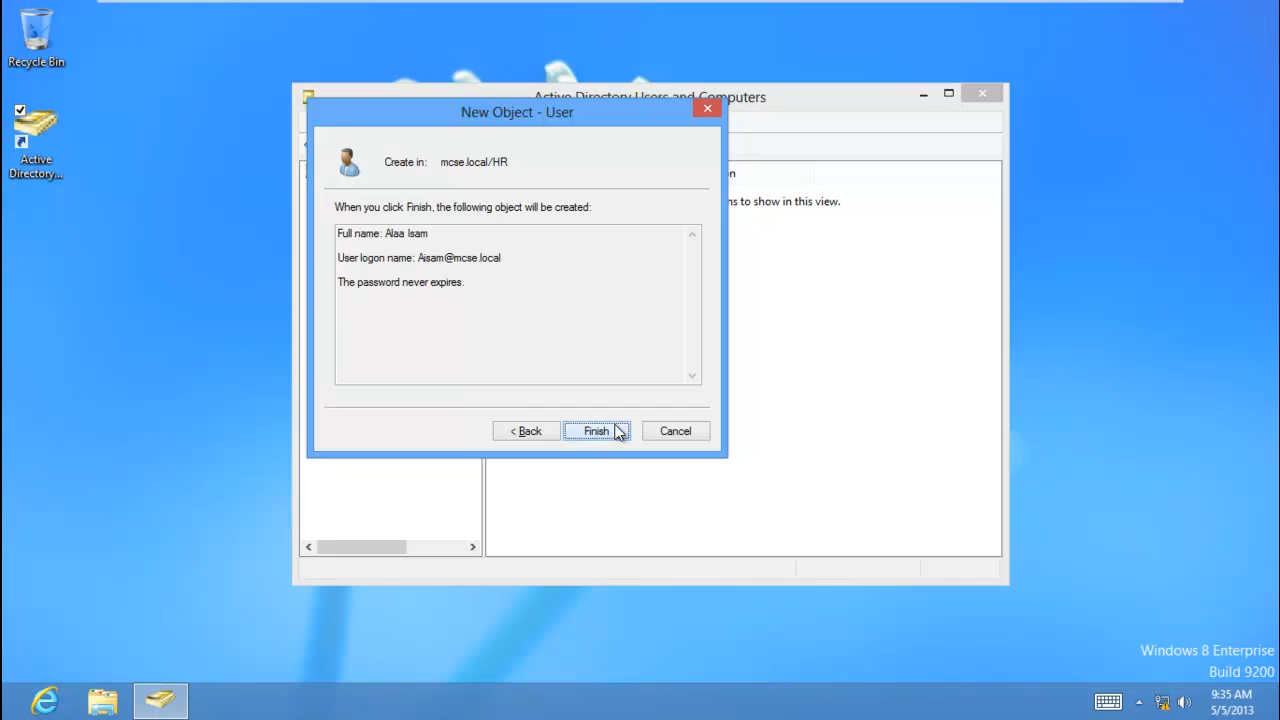 Recycle Bin
Active
Directory...
Active Directory Users and Computers
New Object - User
Create in: mcse.local/HR
When you click Finish, the following object will be created:
Full name: Alaa Isam
User logon name: Aisam@mcse.local
The password never expires.
< Back
Finish
Cancel
to show in this view.
Windows 8 Enterprise
Build 9200
9:35 AM
5/5/2013